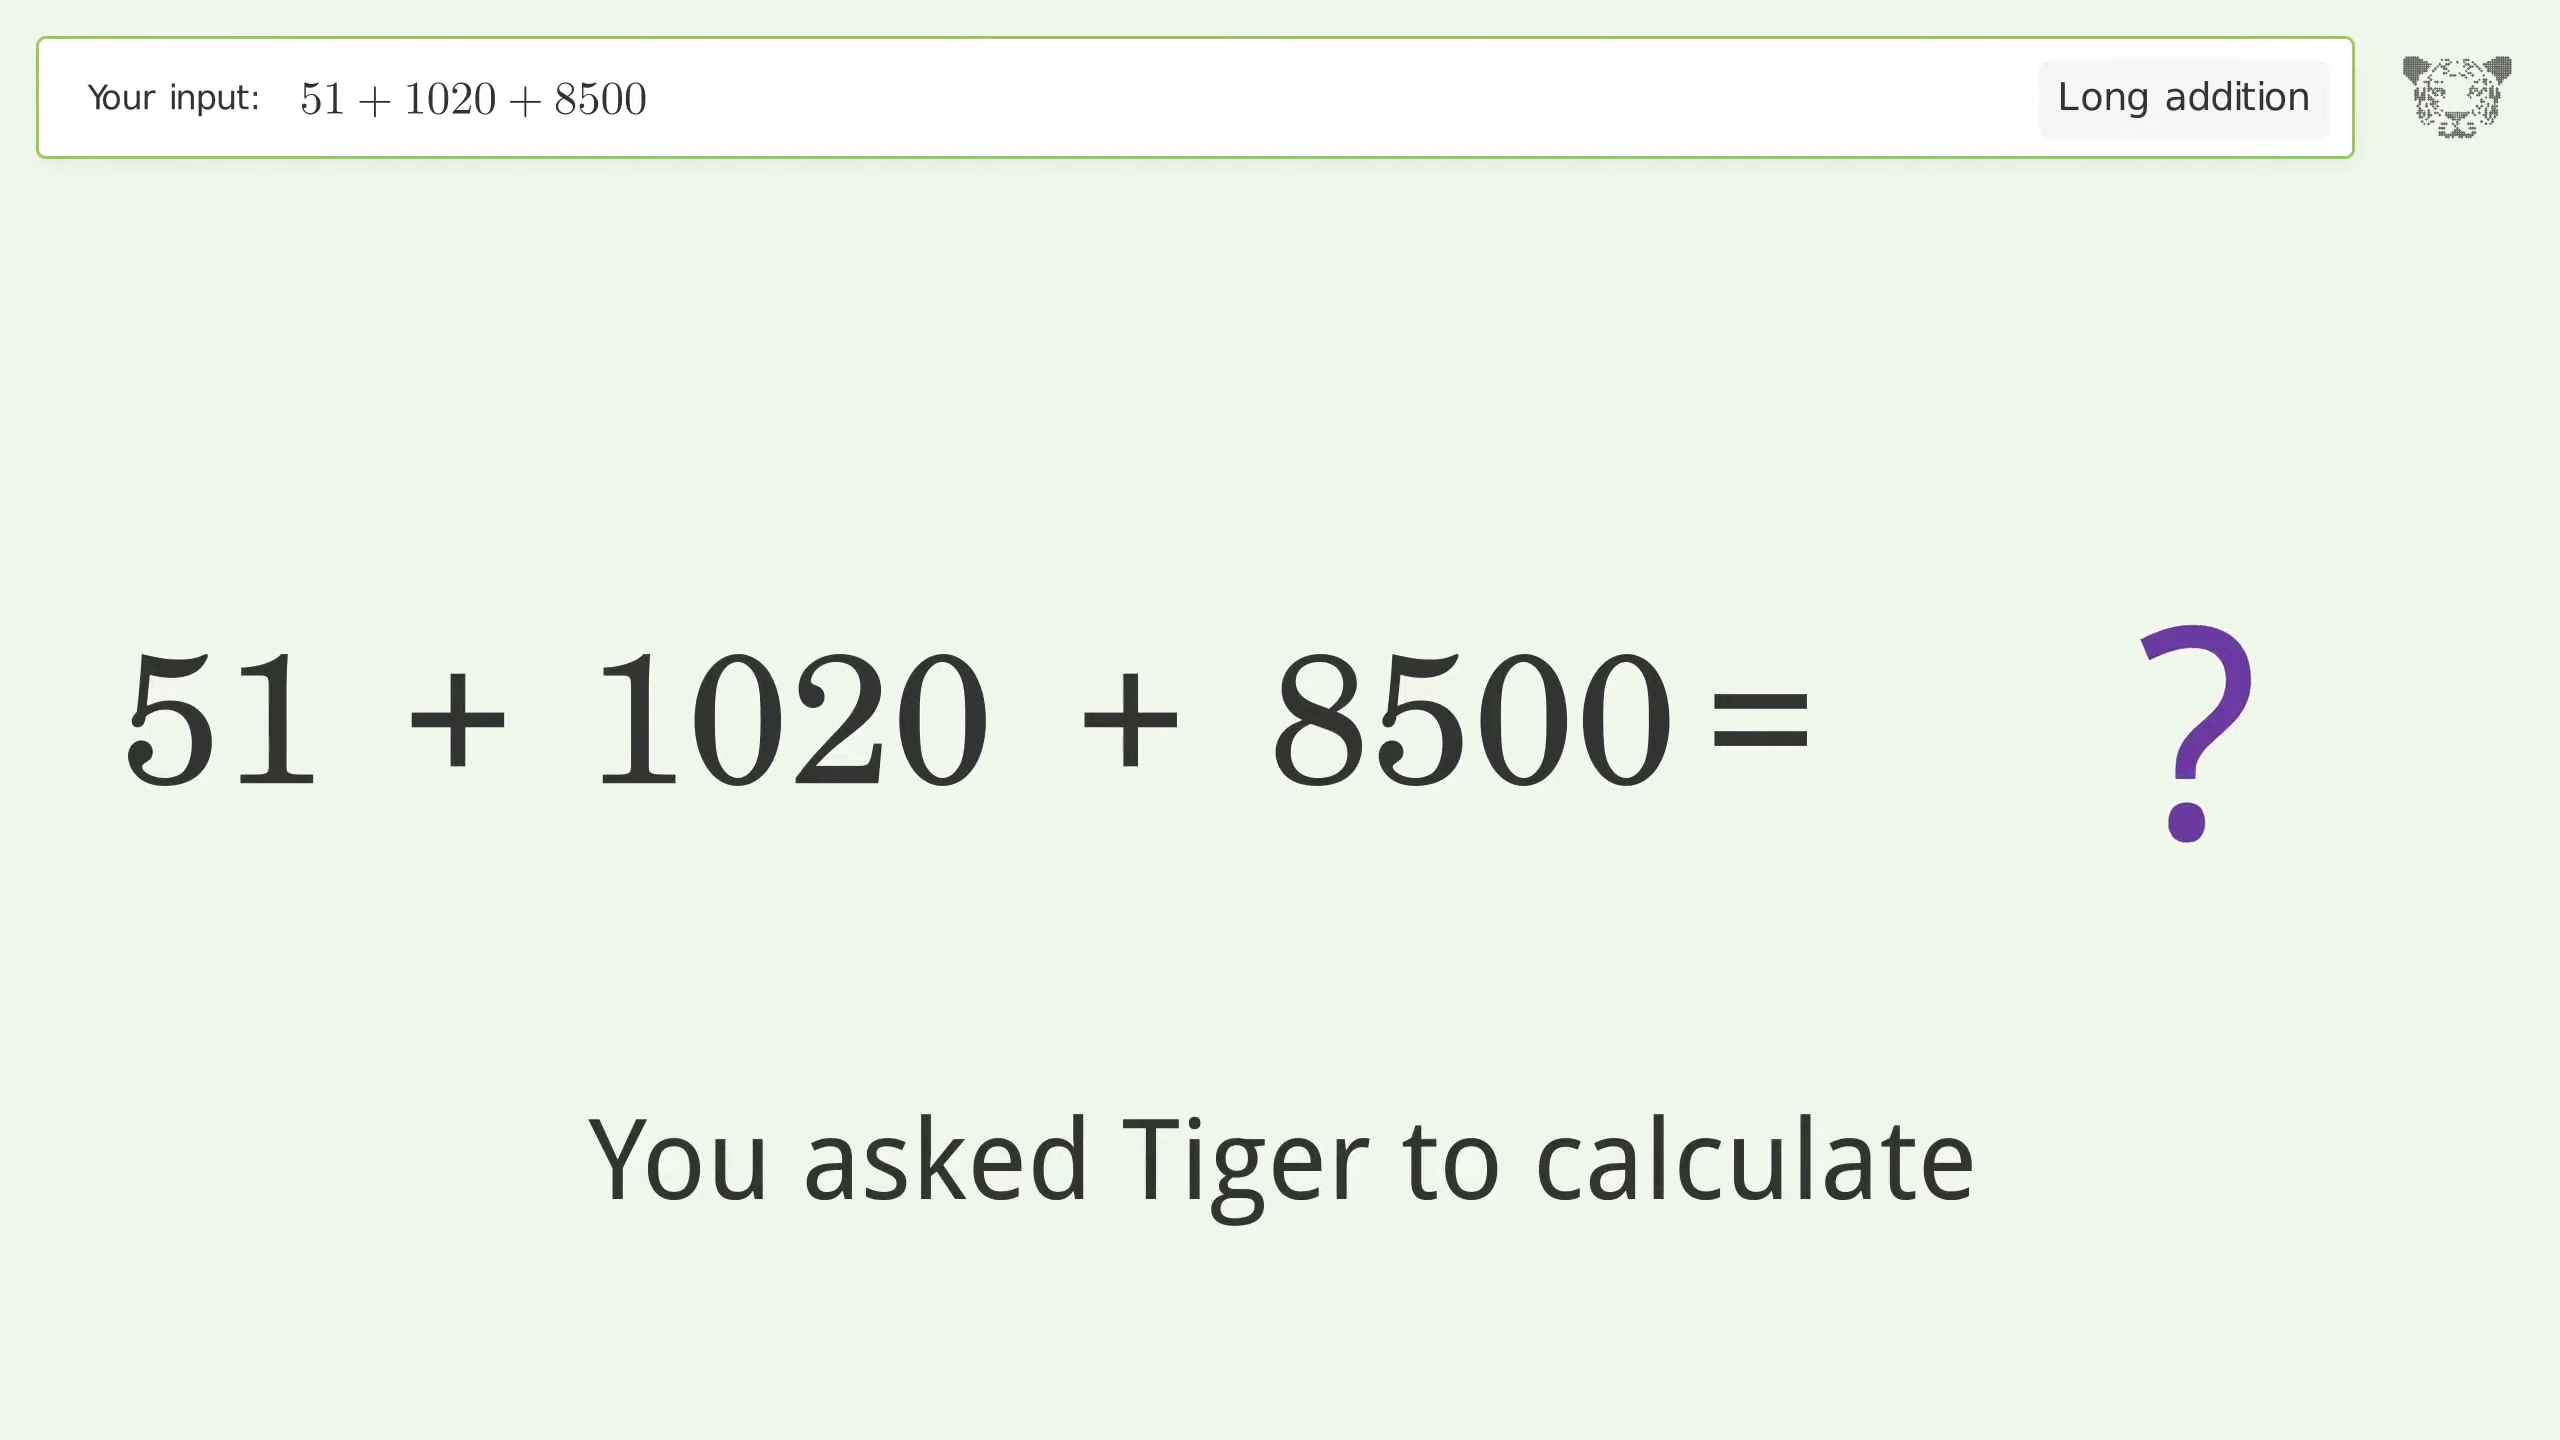 Your input: 51 + 1020 + 8500 Long addition
51 + 1020 + 8500 = ?
You asked Tiger to calculate